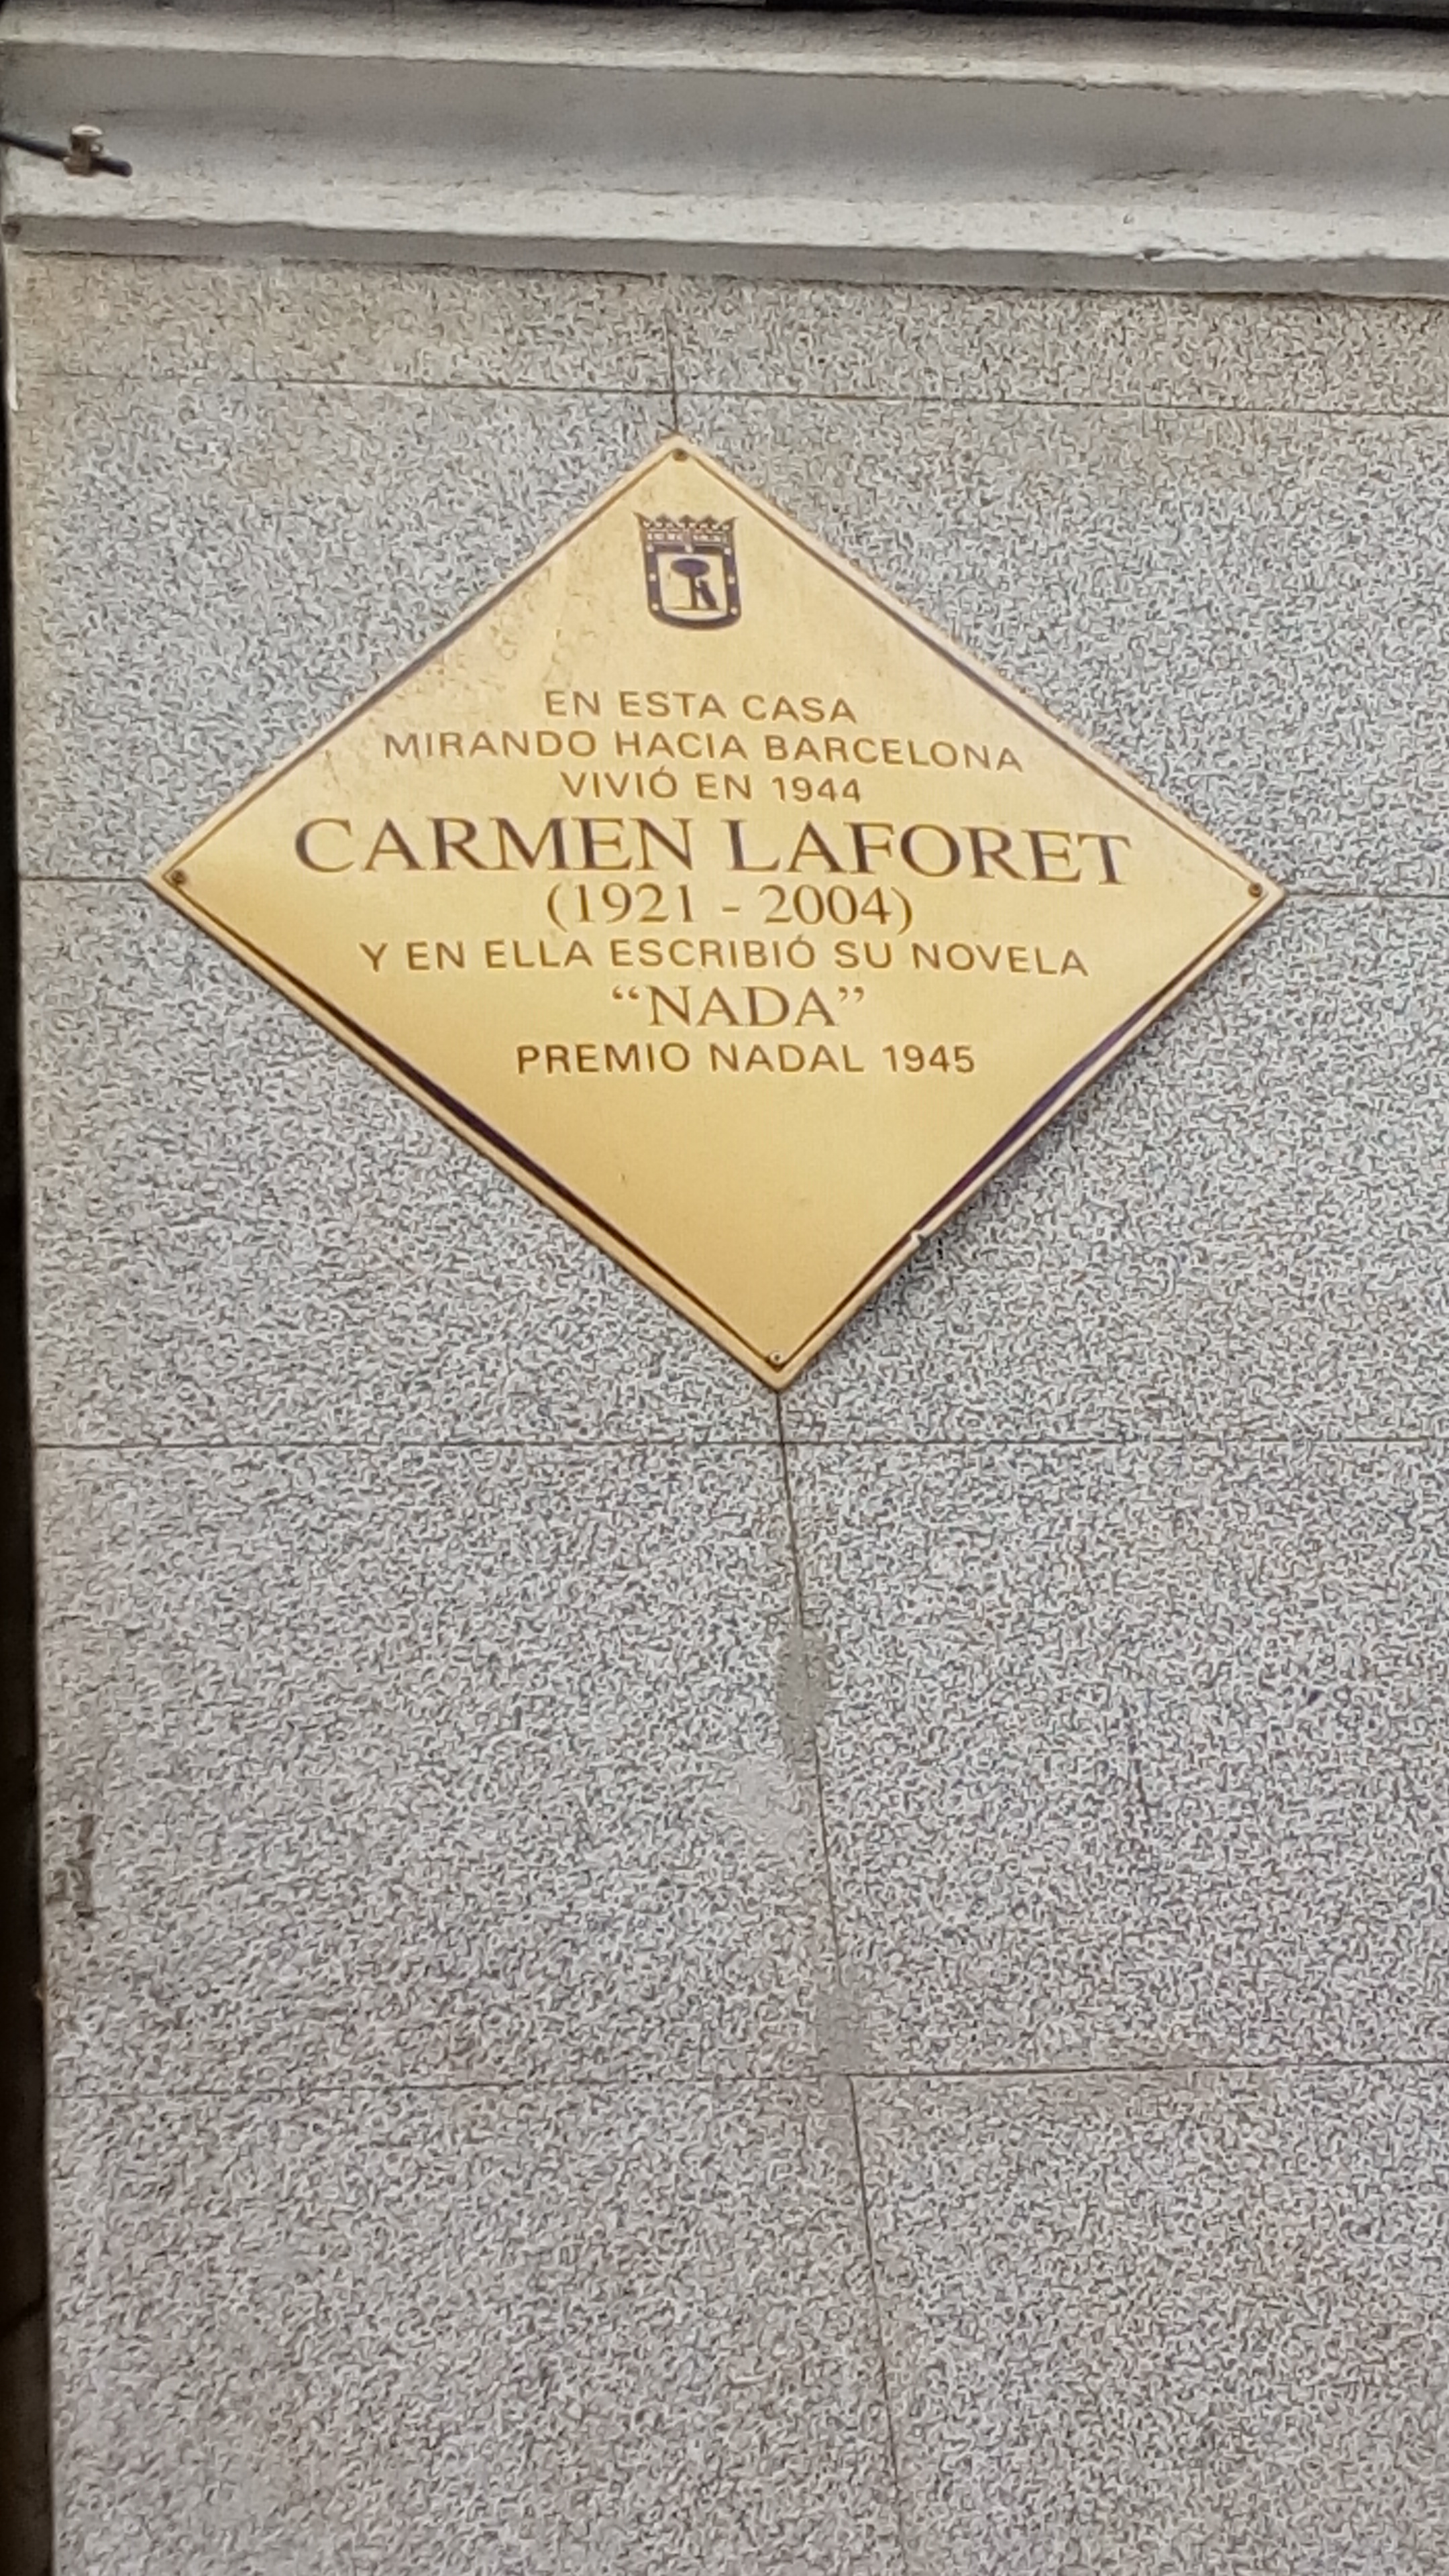 EN ESTA CASA
MIRANDO HACIA BARCELONA
VIVIÓ EN 1944
CARMEN LAFORET
(1921 - 2004)
Y EN ELLA ESCRIBIÓ SU NOVELA
“NADA”
PREMIO NADAL 1945